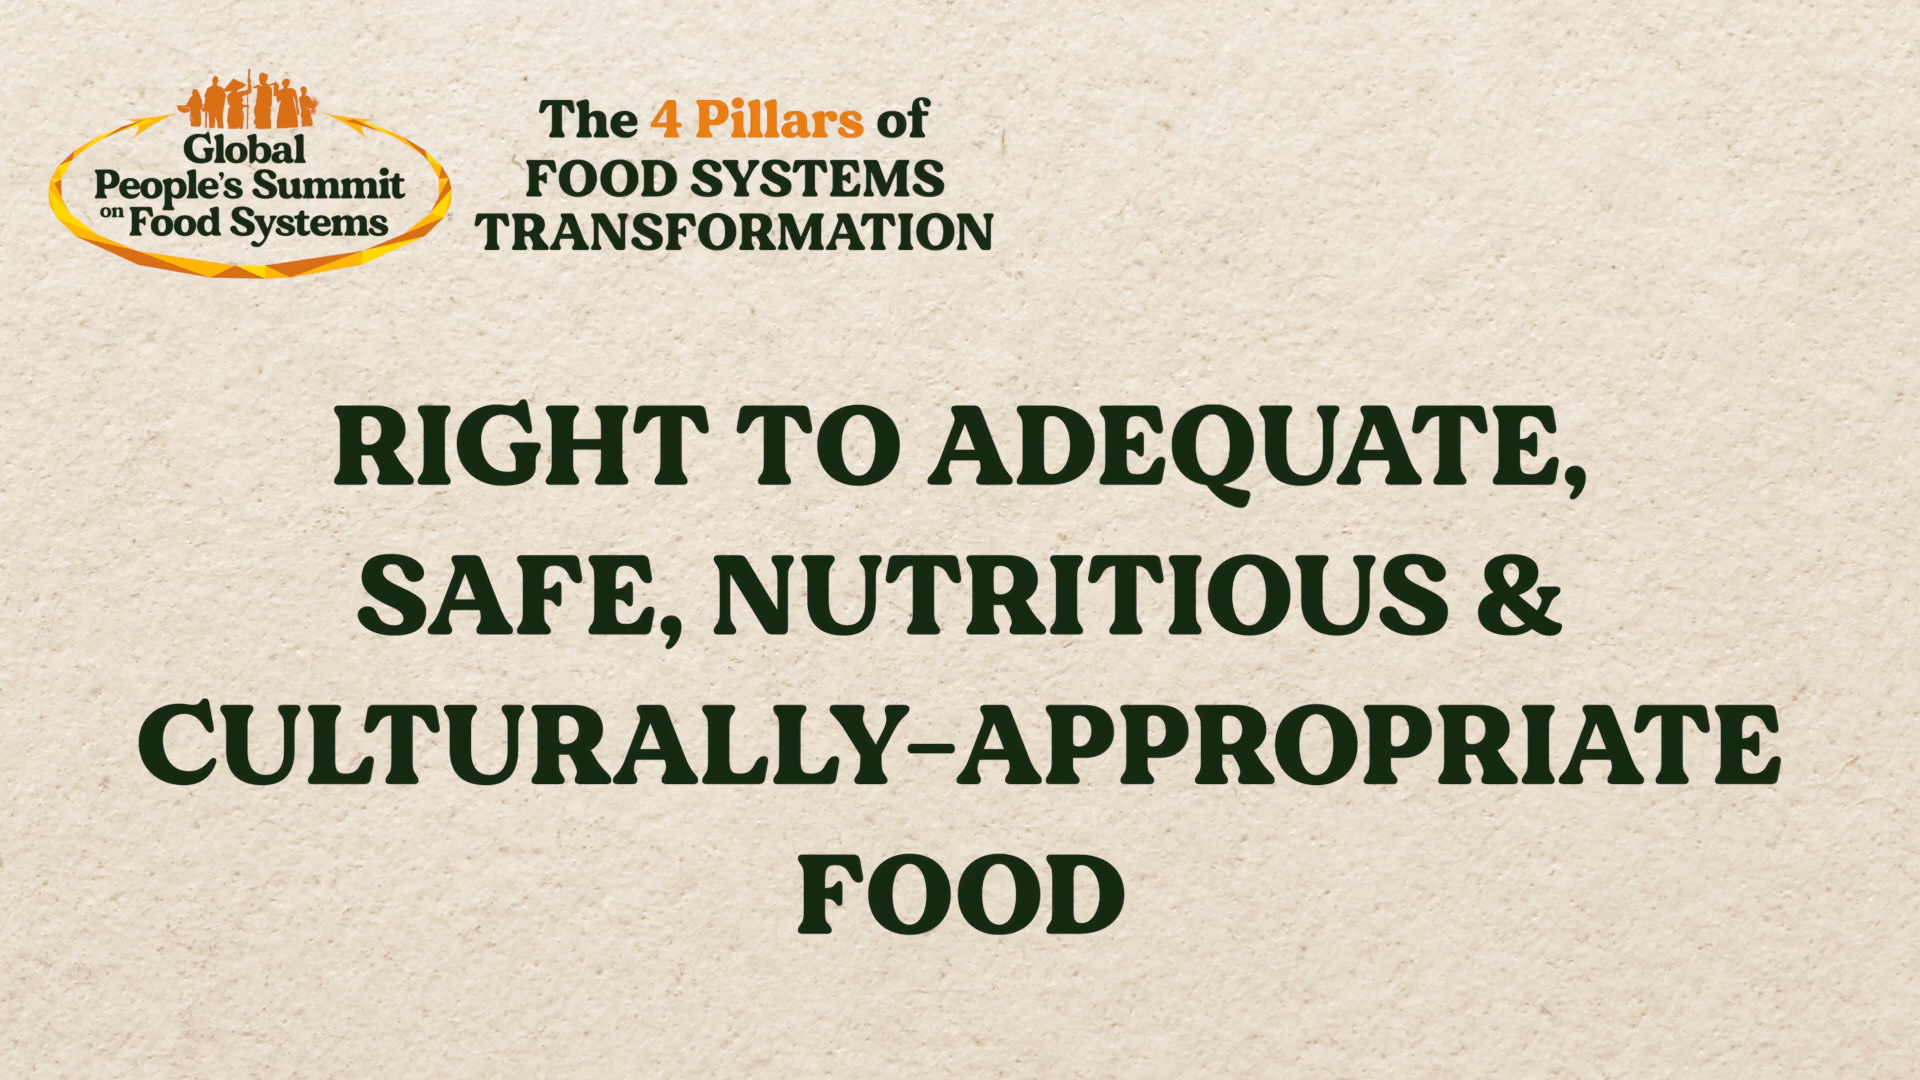 Global
People's Summit
on Food Systems
The 4 Pillars of
FOOD SYSTEMS
TRANSFORMATION
RIGHT TO ADEQUATE,
SAFE, NUTRITIOUS &
CULTURALLY-APPROPRIATE
FOOD